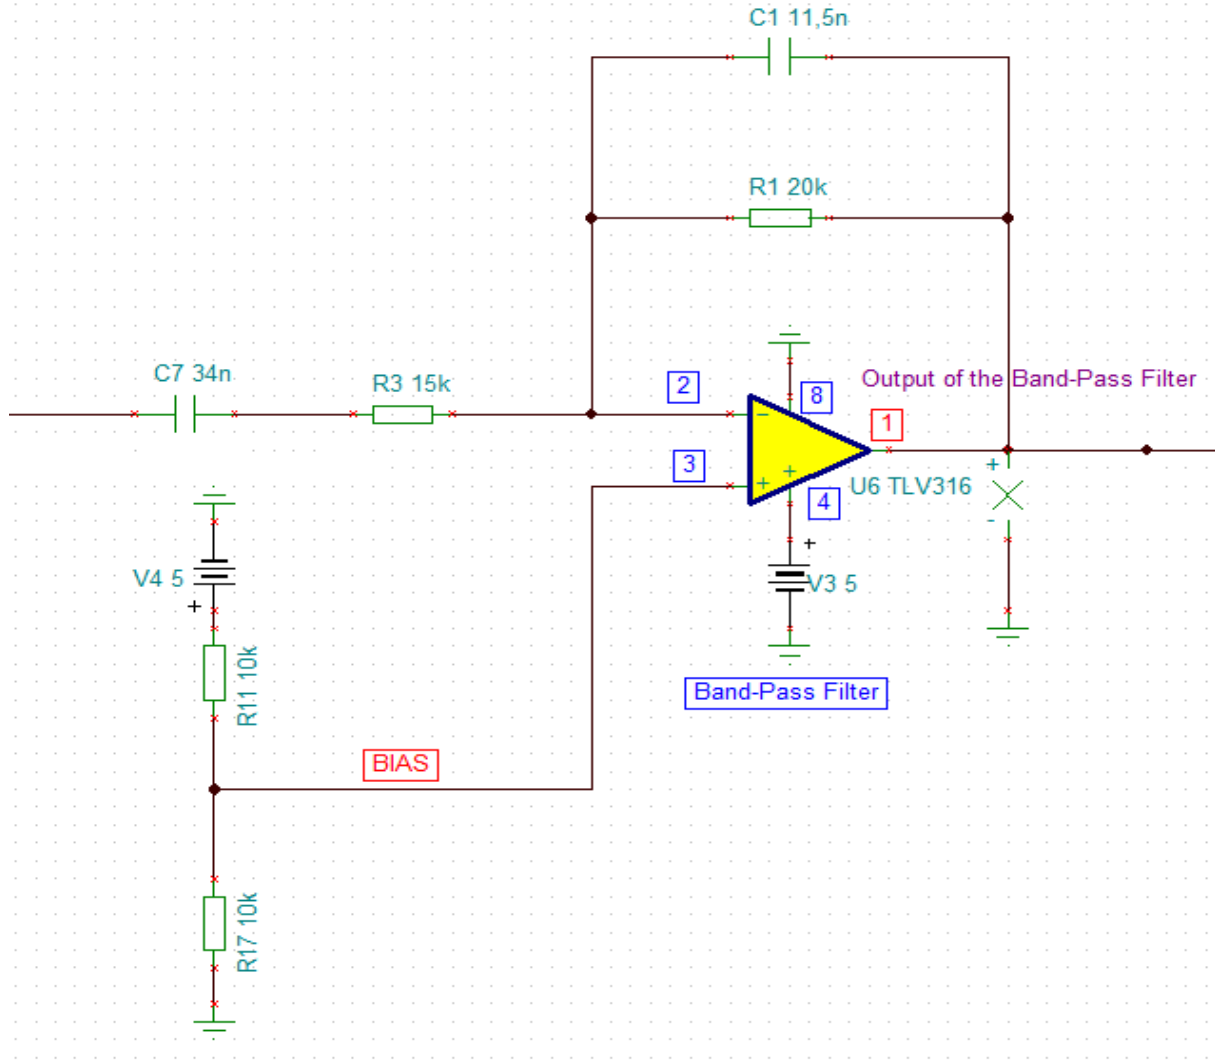 C1 11,5n
R1 20k
C7 34n
R3 15k
2
8
Output of the Band-Pass Filter
1
3
4
U6 TLV316
V4 5
V3 5
R11 10k
Band-Pass Filter
BIAS
R17 10k